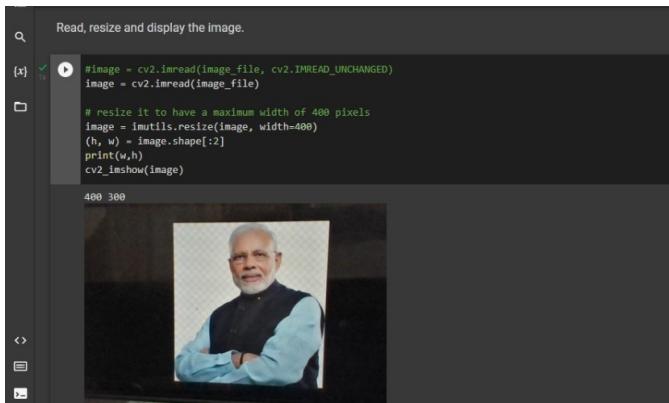 Read, resize and display the image.
{x}
1s
#image = cv2.imread(image_file, cv2.IMREAD_UNCHANGED)
image = cv2.imread(image_file)
# resize it to have a maximum width of 400 pixels
image = imutils.resize(image, width=400)
(h, w) = image.shape[:2]
print(w,h)
cv2_imshow(image)
400 300